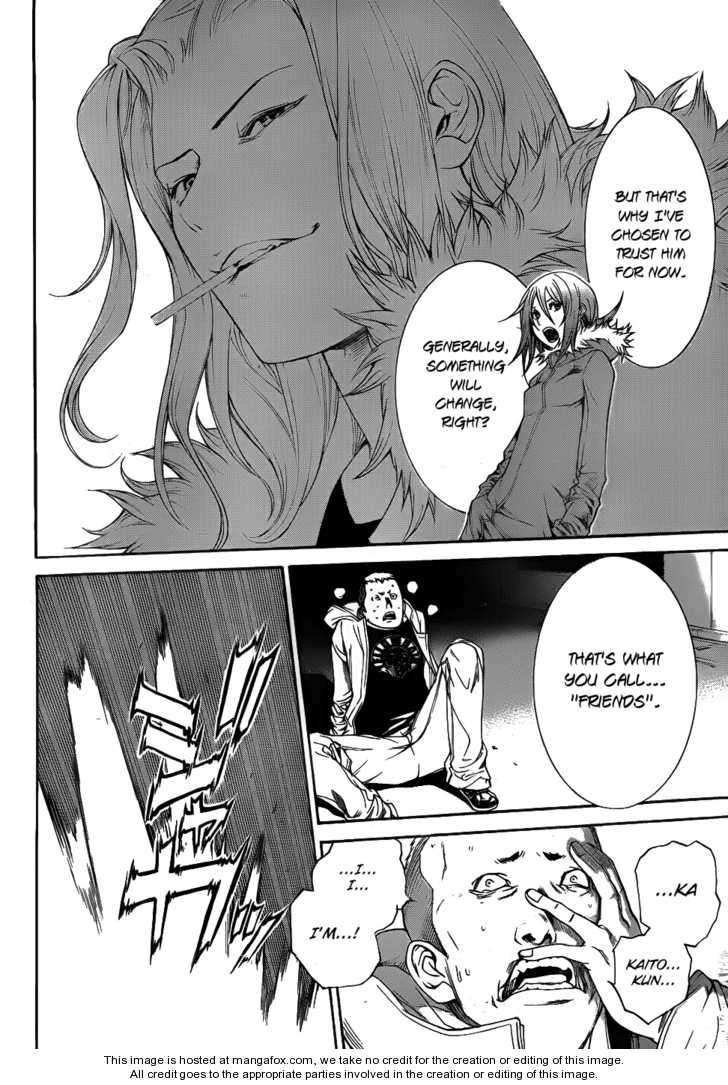 BUT THAT'S
WHY I'VE
CHOSEN TO
TRUST HIM
FOR NOW..
GENERALLY,
SOMETHING
WILL
CHANGE,
RIGHT?
THAT'S WHAT
YOU CALL...
"FRIENDS".
...KA
KAITO...
KUN...
...I...
I...
I'M...!
This image is hosted at mangafox.com, we take no credit for the creation or editing of this image.
All credit goes to the appropriate parties involved in the creation or editing of this image.